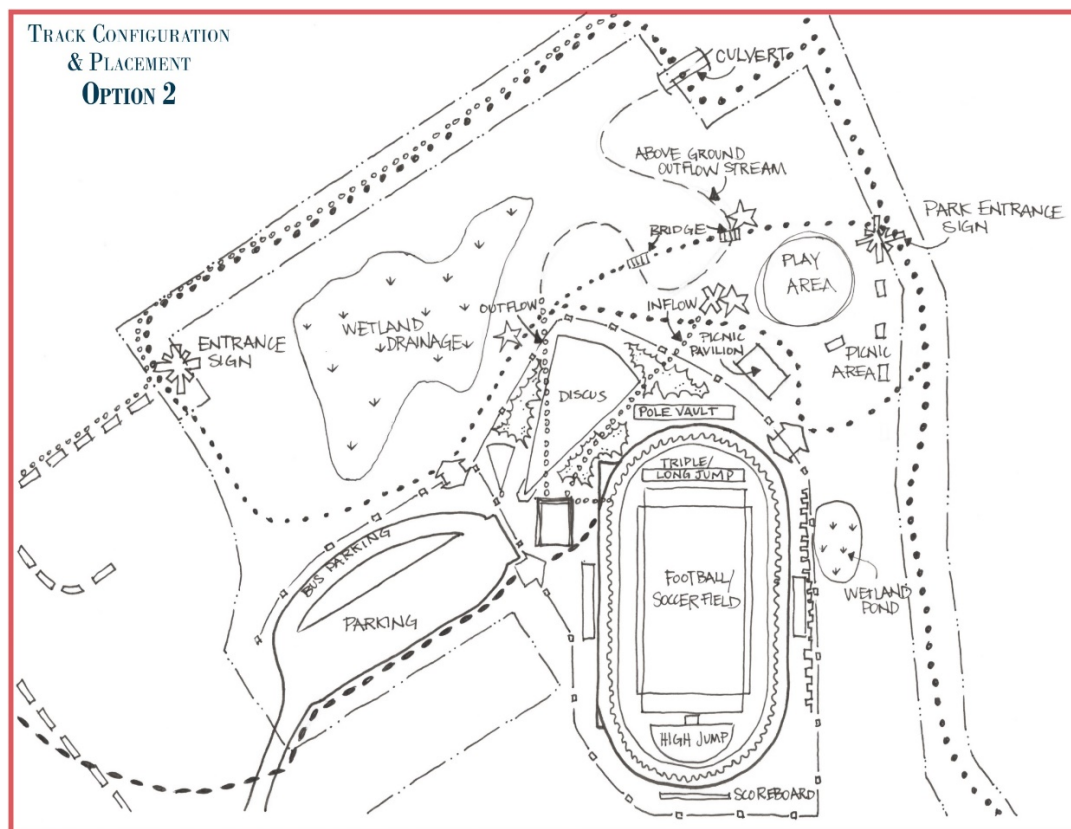 TRACK CONFIGURATION
& PLACEMENT
OPTION 2
CULVERT
ABOVE GROUND
OUTFLOW STREAM
PARK ENTRANCE
SIGN
BRIDGE
PLAY
AREA
WETLAND
DRAINAGE
OUTFLOW
INFLOW
ENTRANCE
SIGN
PICNIC
PAVILION
PICNIC
AREA
DISCUS
POLE VAULT
TRIPLE/
LONG JUMP
BUS PARKING
FOOTBALL/
SOCCER FIELD
WETLAND
POND
PARKING
HIGH JUMP
SCOREBOARD